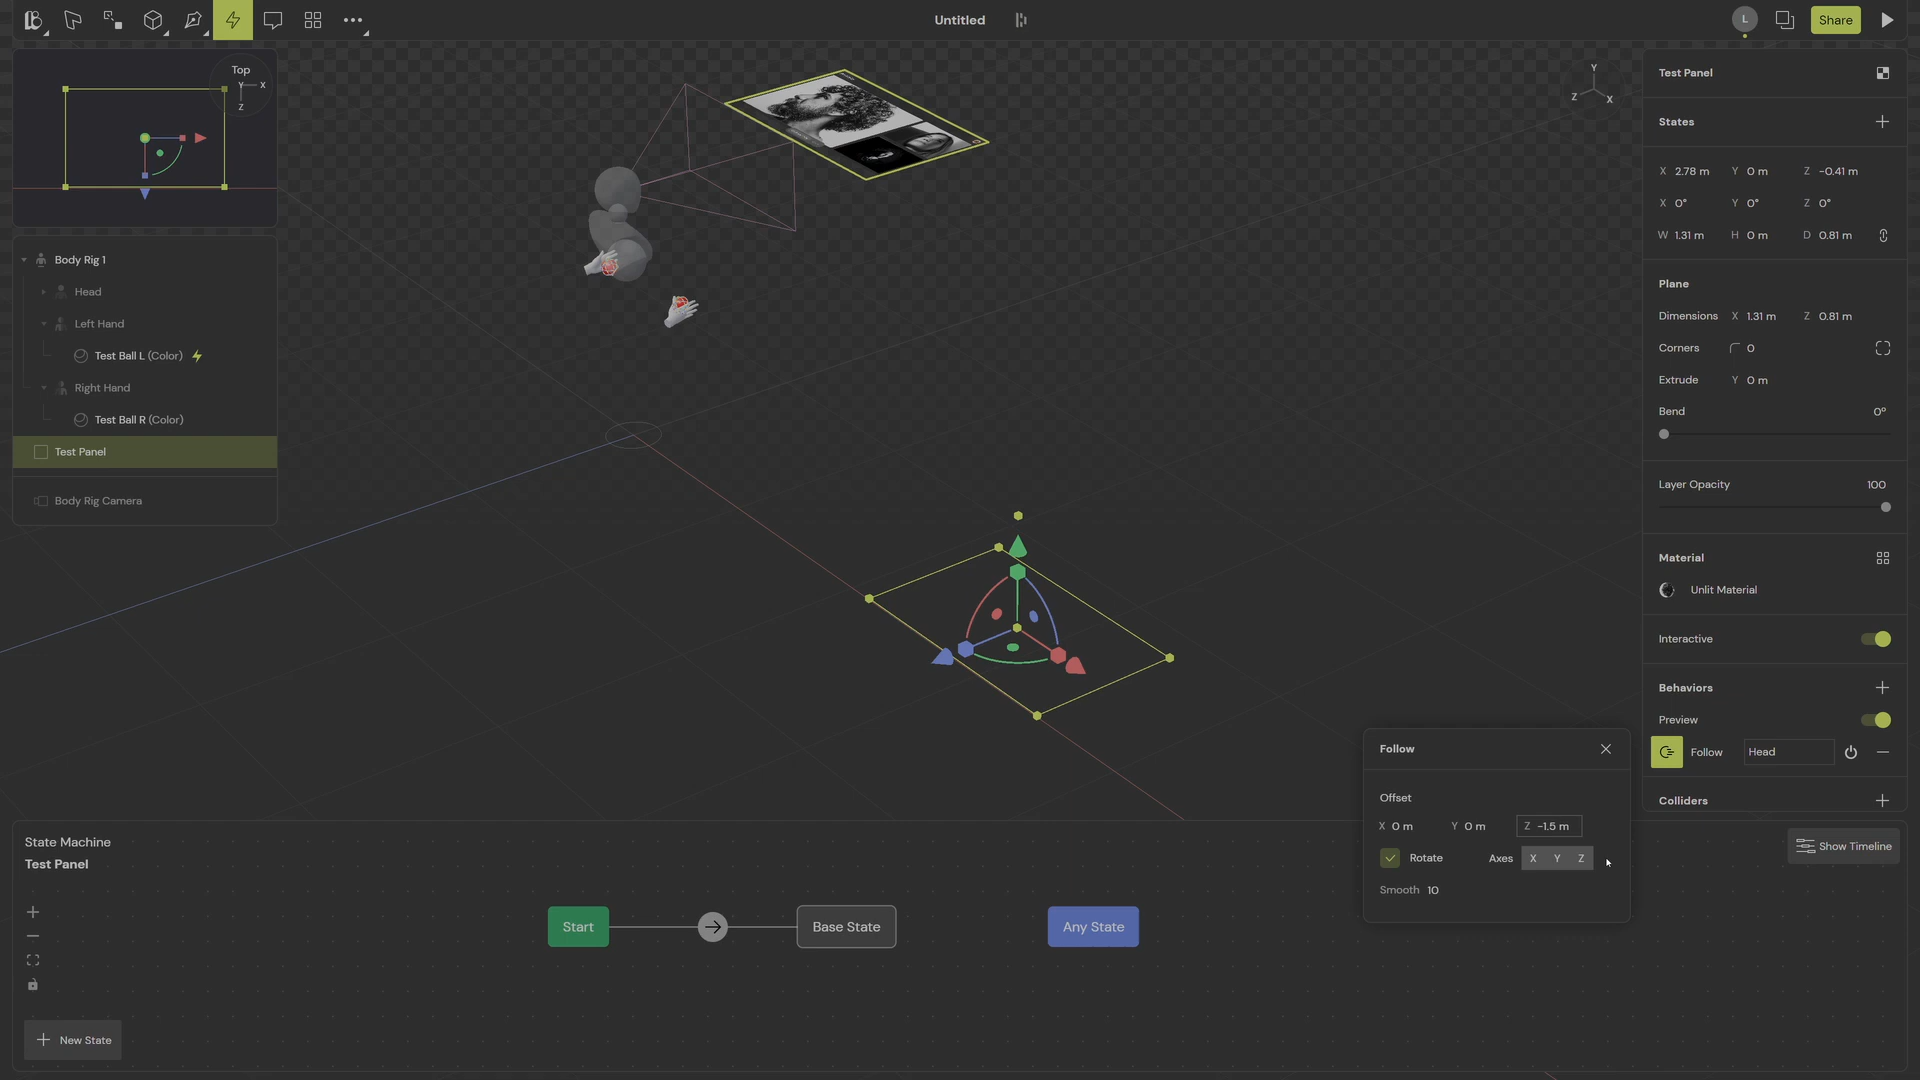 Untitled
L
Share
Top
Y X
Z
Y
Z X
Body Rig 1
Head
Left Hand
Test Ball L (Color)
Right Hand
Test Ball R (Color)
Test Panel
Body Rig Camera
Test Panel
States
X 2.78 m Y 0 m Z -0.41 m
X 0° Y 0° Z 0°
W 1.31 m H 0 m D 0.81 m
Plane
Dimensions X 1.31 m Z 0.81 m
Corners 0
Extrude Y 0 m
Bend 0°
Layer Opacity 100
Material
Unlit Material
Interactive
Behaviors
Preview
Follow Head
Colliders
Follow
Offset
X 0 m Y 0 m Z -1.5 m
Rotate Axes X Y Z
Smooth 10
State Machine
Test Panel
Show Timeline
Start
Base State
Any State
New State